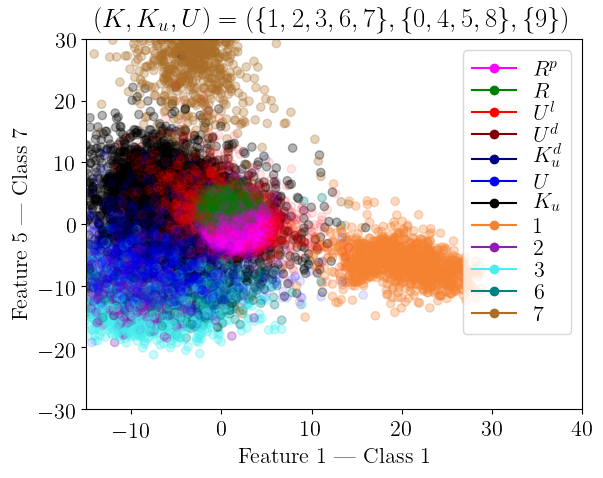 (K, K_u, U) = ({1, 2, 3, 6, 7}, {0, 4, 5, 8}, {9})
30
20
10
0
−10
−20
−30
Feature 5 — Class 7
R^p
R
U^l
U^d
K_u^d
U
K_u
1
2
3
6
7
−10
0
10
20
30
40
Feature 1 — Class 1